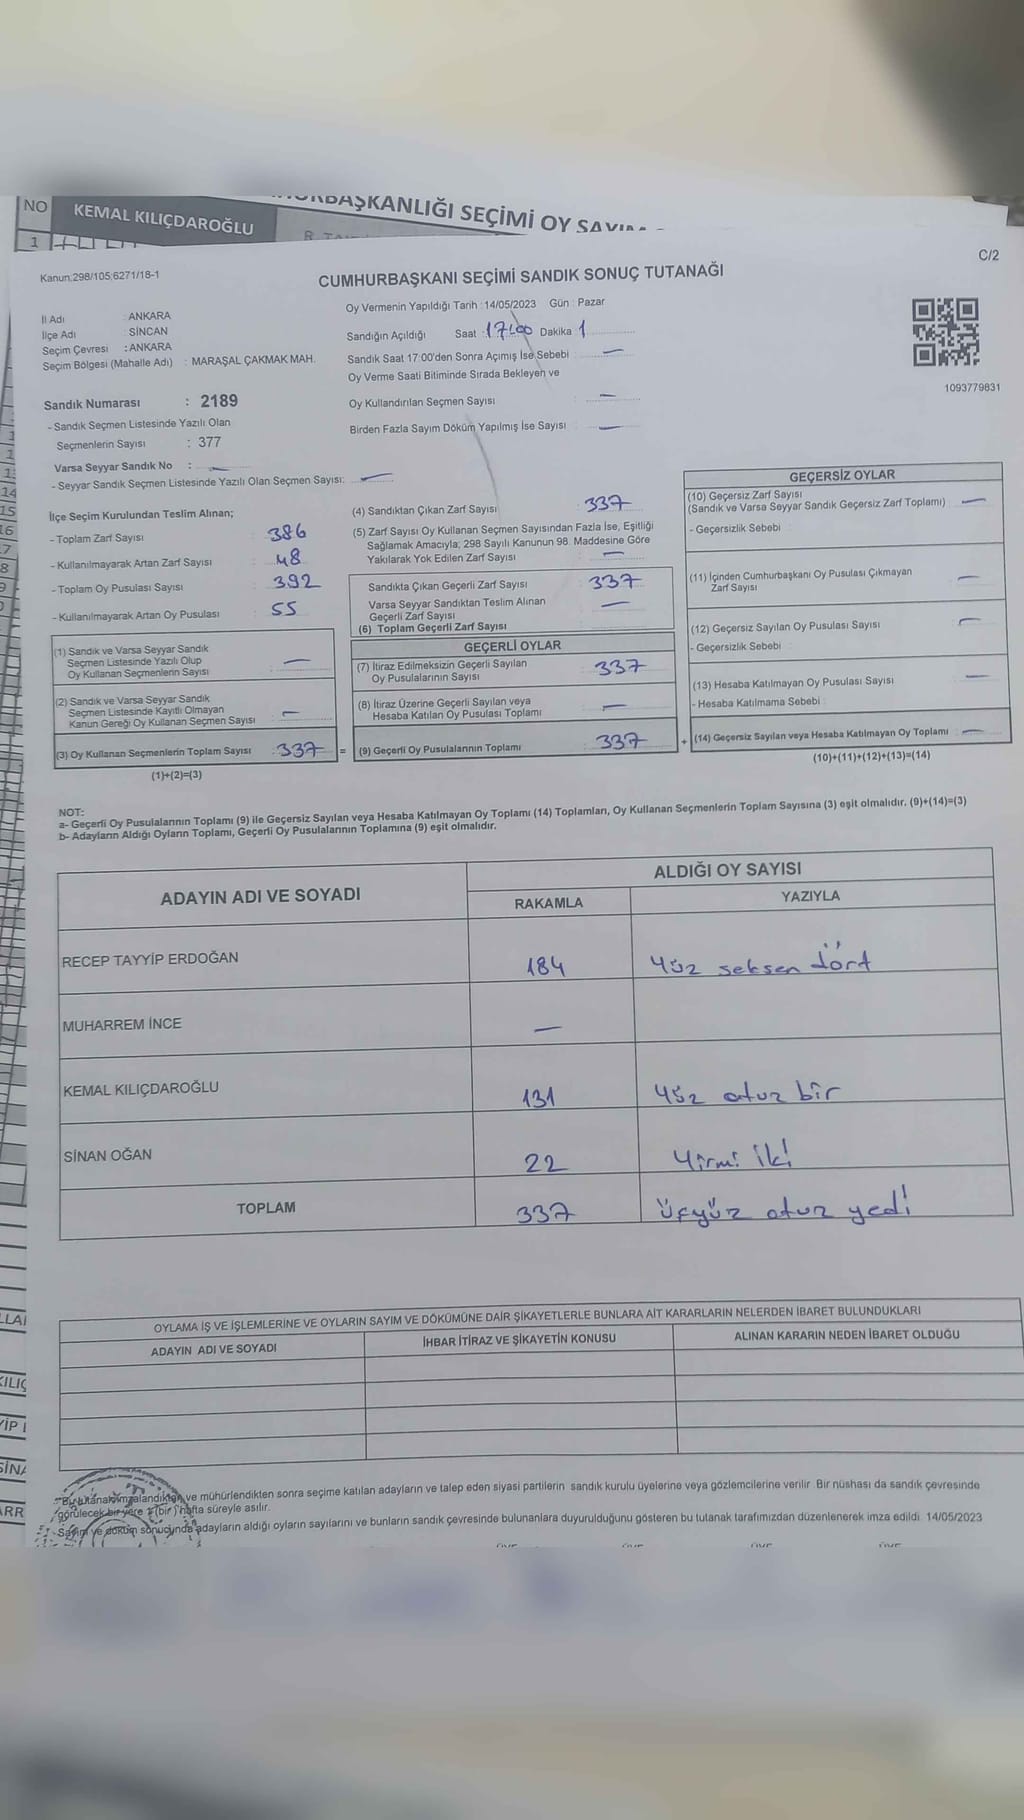 NO
KEMAL KILIÇDAROĞLU
1
C/2
Kanun:298/105;6271/18-1
CUMHURBAŞKANI SEÇİMİ SANDIK SONUÇ TUTANAĞI
İl Adı : ANKARA
İlçe Adı : SİNCAN
Seçim Çevresi : ANKARA
Seçim Bölgesi (Mahalle Adı) : MARAŞAL ÇAKMAK MAH.
Sandık Numarası : 2189
- Sandık Seçmen Listesinde Yazılı Olan
Seçmenlerin Sayısı : 377
Varsa Seyyar Sandık No : —
- Seyyar Sandık Seçmen Listesinde Yazılı Olan Seçmen Sayısı: —
Oy Vermenin Yapıldığı Tarih : 14/05/2023 Gün : Pazar
Sandığın Açıldığı Saat : 17:00 Dakika 1
Sandık Saat 17:00'den Sonra Açımış İse Sebebi : —
Oy Verme Saati Bitiminde Sırada Bekleyen ve
Oy Kullandırılan Seçmen Sayısı : —
Birden Fazla Sayım Döküm Yapılmış İse Sayısı : —
1093779831
İlçe Seçim Kurulundan Teslim Alınan;
- Toplam Zarf Sayısı : 386
- Kullanılmayarak Artan Zarf Sayısı : 48
- Toplam Oy Pusulası Sayısı : 392
- Kullanılmayarak Artan Oy Pusulası : 55
(1) Sandık ve Varsa Seyyar Sandık
Seçmen Listesinde Yazılı Olup
Oy Kullanan Seçmenlerin Sayısı : —
(2) Sandık ve Varsa Seyyar Sandık
Seçmen Listesinde Kayıtlı Olmayan
Kanun Gereği Oy Kullanan Seçmen Sayısı : —
(3) Oy Kullanan Seçmenlerin Toplam Sayısı : 337 =
(1)+(2)=(3)
(4) Sandıktan Çıkan Zarf Sayısı : 337
(5) Zarf Sayısı Oy Kullanan Seçmen Sayısından Fazla İse, Eşitliği
Sağlamak Amacıyla; 298 Sayılı Kanunun 98. Maddesine Göre
Yakılarak Yok Edilen Zarf Sayısı : —
Sandıkta Çıkan Geçerli Zarf Sayısı : 337
Varsa Seyyar Sandıktan Teslim Alınan
Geçerli Zarf Sayısı : —
(6) Toplam Geçerli Zarf Sayısı
GEÇERLİ OYLAR
(7) İtiraz Edilmeksizin Geçerli Sayılan
Oy Pusulalarının Sayısı : 337
(8) İtiraz Üzerine Geçerli Sayılan veya
Hesaba Katılan Oy Pusulası Toplamı : —
(9) Geçerli Oy Pusulalarının Toplamı : 337 +
GEÇERSİZ OYLAR
(10) Geçersiz Zarf Sayısı
(Sandık ve Varsa Seyyar Sandık Geçersiz Zarf Toplamı) : —
- Geçersizlik Sebebi :
(11) İçinden Cumhurbaşkanı Oy Pusulası Çıkmayan
Zarf Sayısı : —
(12) Geçersiz Sayılan Oy Pusulası Sayısı : —
- Geçersizlik Sebebi :
(13) Hesaba Katılmayan Oy Pusulası Sayısı : —
- Hesaba Katılmama Sebebi :
(14) Geçersiz Sayılan veya Hesaba Katılmayan Oy Toplamı : —
(10)+(11)+(12)+(13)=(14)
NOT:
a- Geçerli Oy Pusulalarının Toplamı (9) ile Geçersiz Sayılan veya Hesaba Katılmayan Oy Toplamı (14) Toplamları, Oy Kullanan Seçmenlerin Toplam Sayısına (3) eşit olmalıdır. (9)+(14)=(3)
b- Adayların Aldığı Oyların Toplamı, Geçerli Oy Pusulalarının Toplamına (9) eşit olmalıdır.
ADAYIN ADI VE SOYADI
ALDIĞI OY SAYISI
RAKAMLA YAZIYLA
RECEP TAYYİP ERDOĞAN 184 Yüz seksen dört
MUHARREM İNCE —
KEMAL KILIÇDAROĞLU 131 Yüz otuz bir
SİNAN OĞAN 22 Yirmi iki
TOPLAM 337 üçyüz otuz yedi
OYLAMA İŞ VE İŞLEMLERİNE VE OYLARIN SAYIM VE DÖKÜMÜNE DAİR ŞİKAYETLERLE BUNLARA AİT KARARLARIN NELERDEN İBARET BULUNDUKLARI
ADAYIN ADI VE SOYADI İHBAR İTİRAZ VE ŞİKAYETİN KONUSU ALINAN KARARIN NEDEN İBARET OLDUĞU
Bu tutanak imzalandıktan ve mühürlendikten sonra seçime katılan adayların ve talep eden siyasi partilerin sandık kurulu üyelerine veya gözlemcilerine verilir. Bir nüshası da sandık çevresinde
görülecek bir yere 1 (bir) hafta süreyle asılır.
Sayım ve döküm sonucunda adayların aldığı oyların sayılarını ve bunların sandık çevresinde bulunanlara duyurulduğunu gösteren bu tutanak tarafımızdan düzenlenerek imza edildi. 14/05/2023